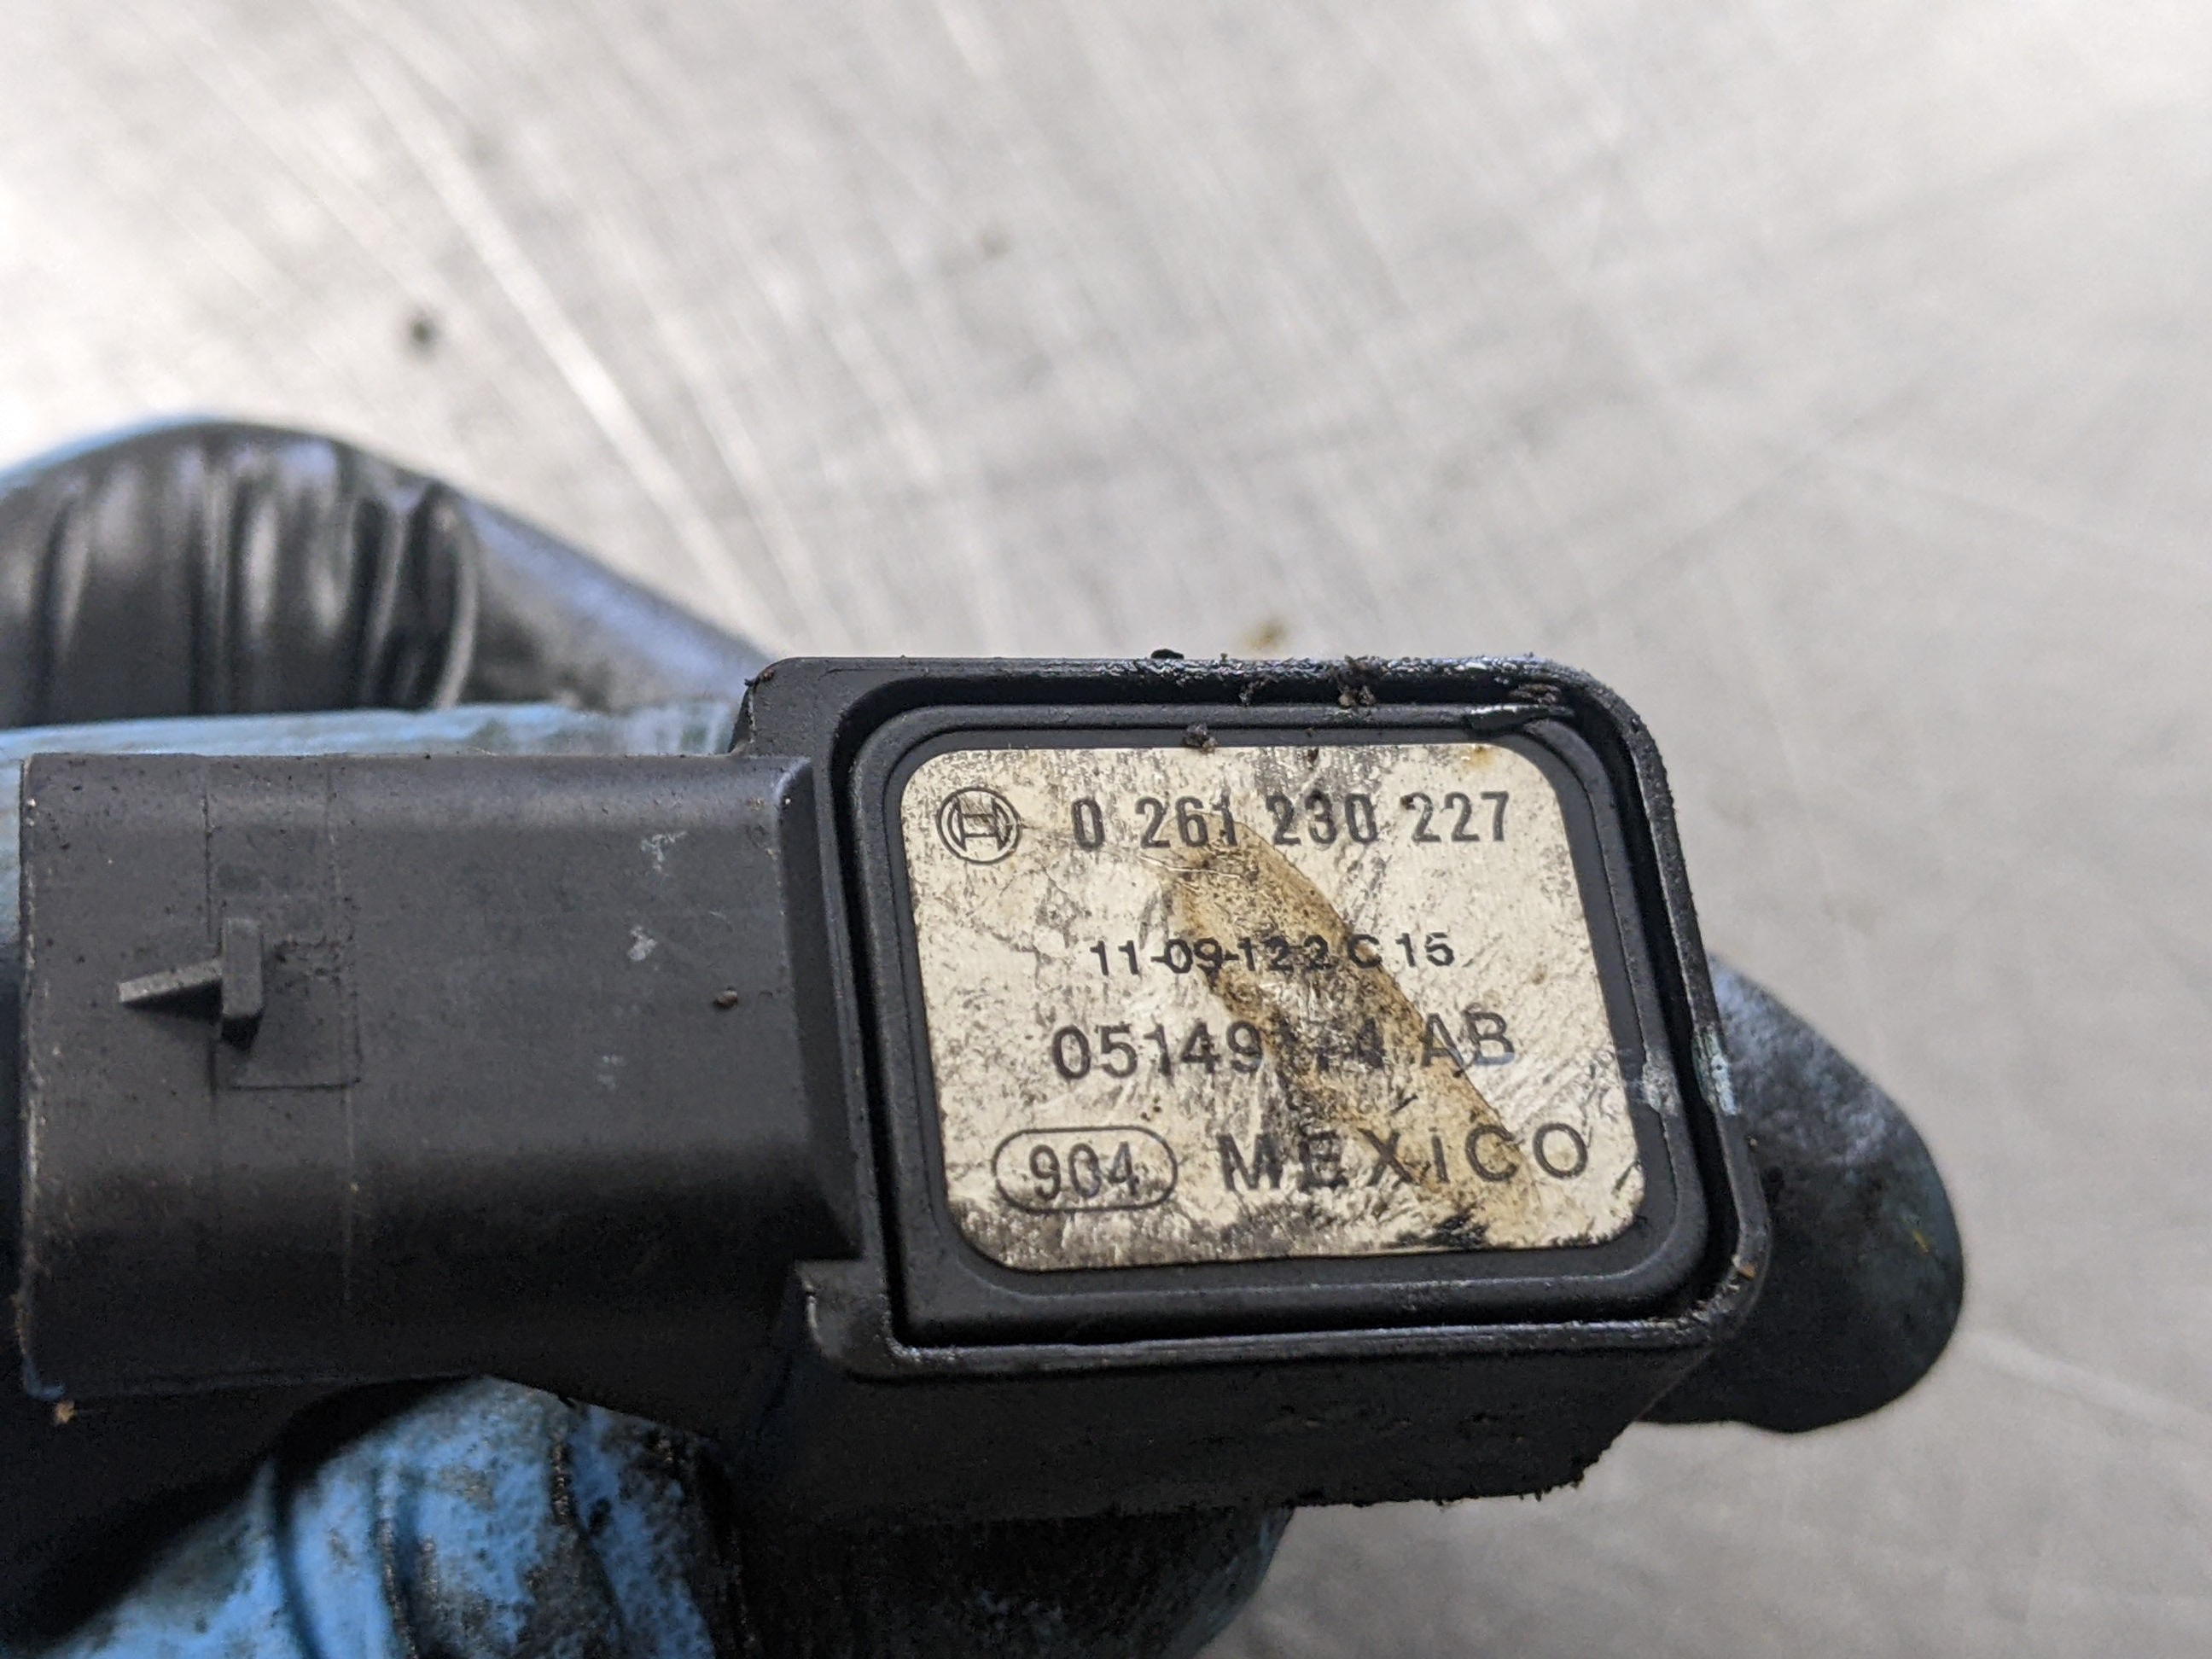 0 261 230 227
11-09-12 2 C 15
05149174 AB
904 MEXiCO